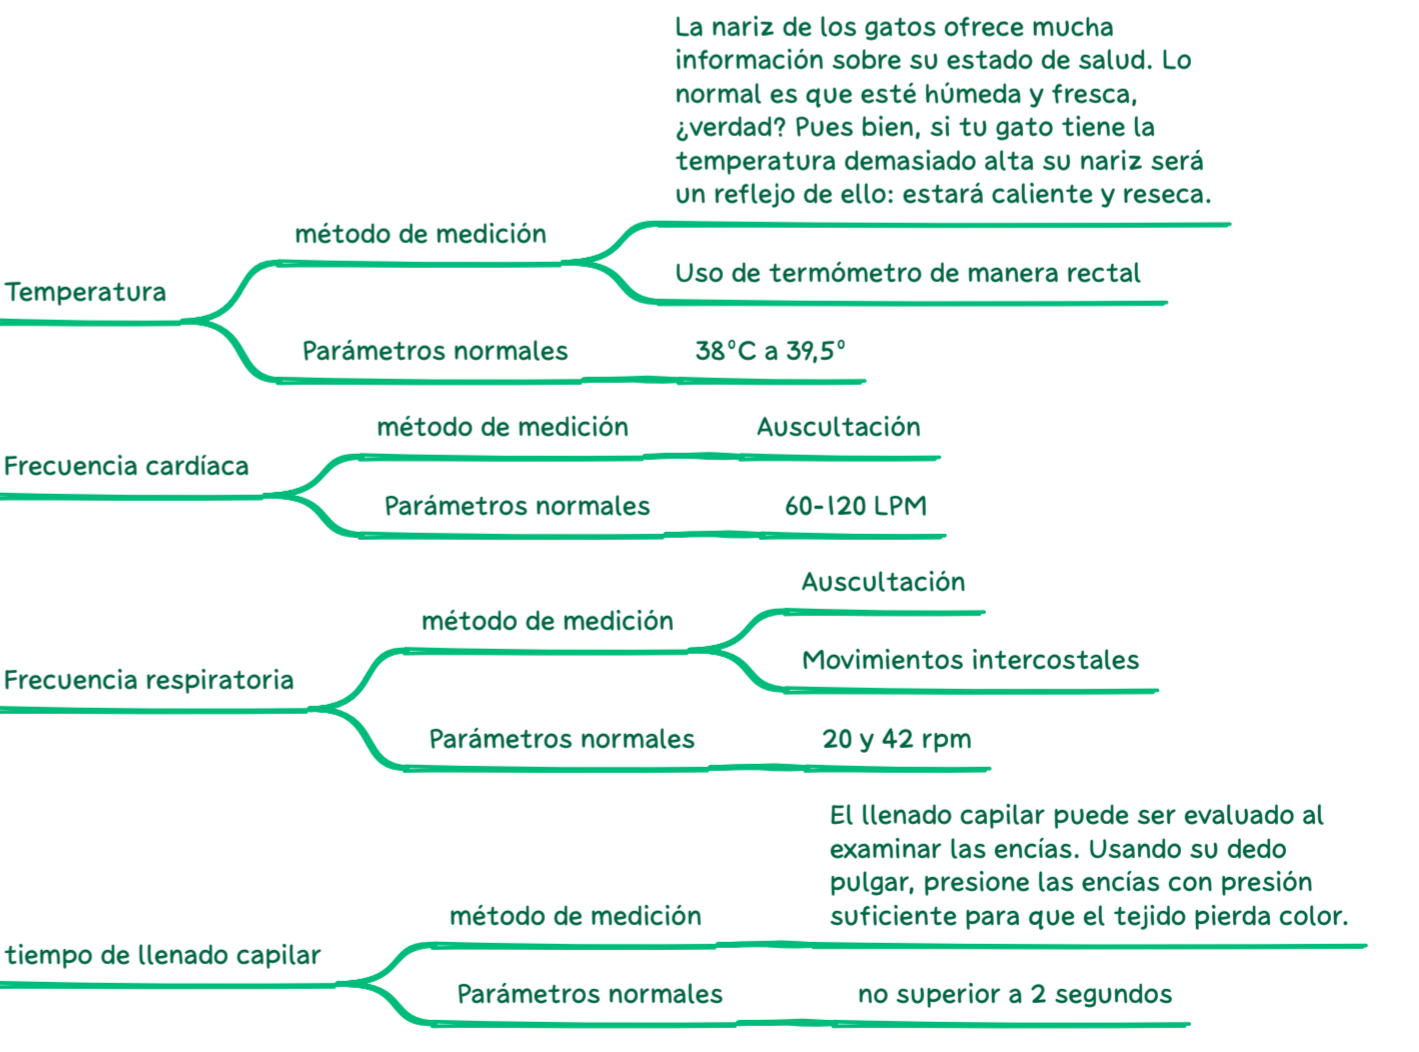 La nariz de los gatos ofrece mucha
información sobre su estado de salud. Lo
normal es que esté húmeda y fresca,
¿verdad? Pues bien, si tu gato tiene la
temperatura demasiado alta su nariz será
un reflejo de ello: estará caliente y reseca.
método de medición
Uso de termómetro de manera rectal
Temperatura
Parámetros normales
38°C a 39,5°
método de medición
Auscultación
Frecuencia cardíaca
Parámetros normales
60-120 LPM
Auscultación
método de medición
Movimientos intercostales
Frecuencia respiratoria
Parámetros normales
20 y 42 rpm
El llenado capilar puede ser evaluado al
examinar las encías. Usando su dedo
pulgar, presione las encías con presión
suficiente para que el tejido pierda color.
método de medición
tiempo de llenado capilar
Parámetros normales
no superior a 2 segundos